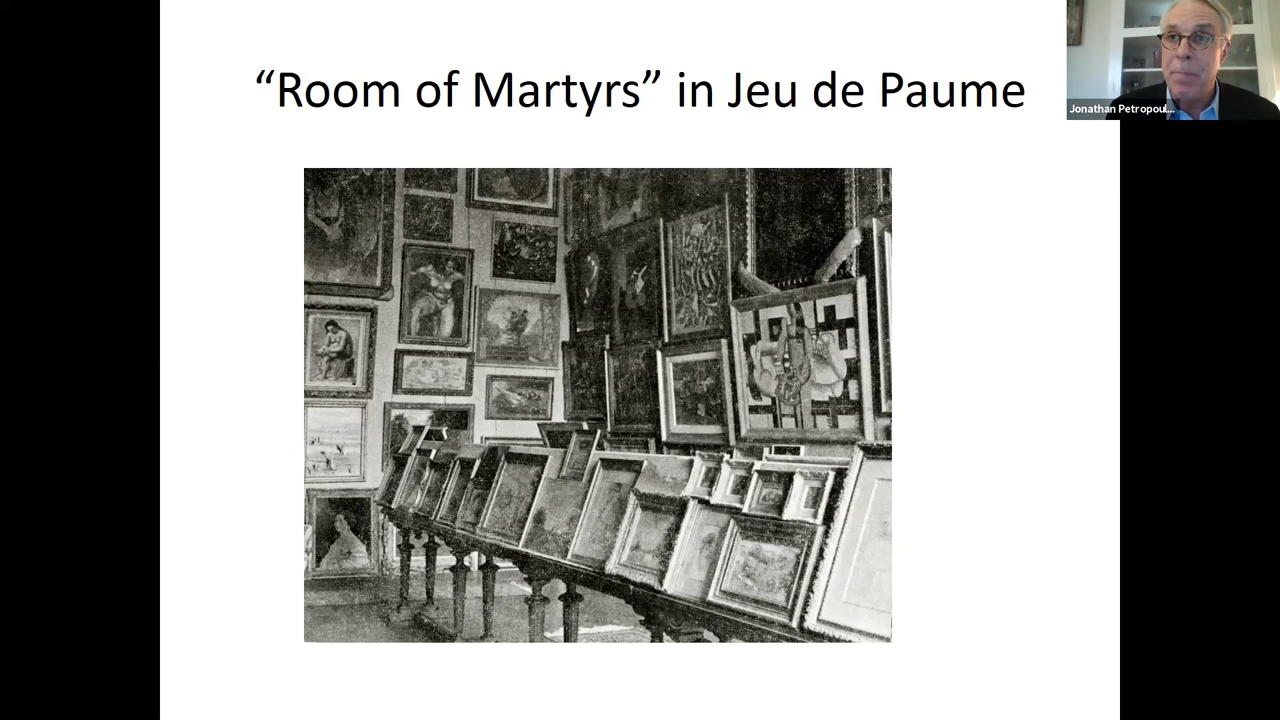 “Room of Martyrs” in Jeu de Paume
Jonathan Petropoul...